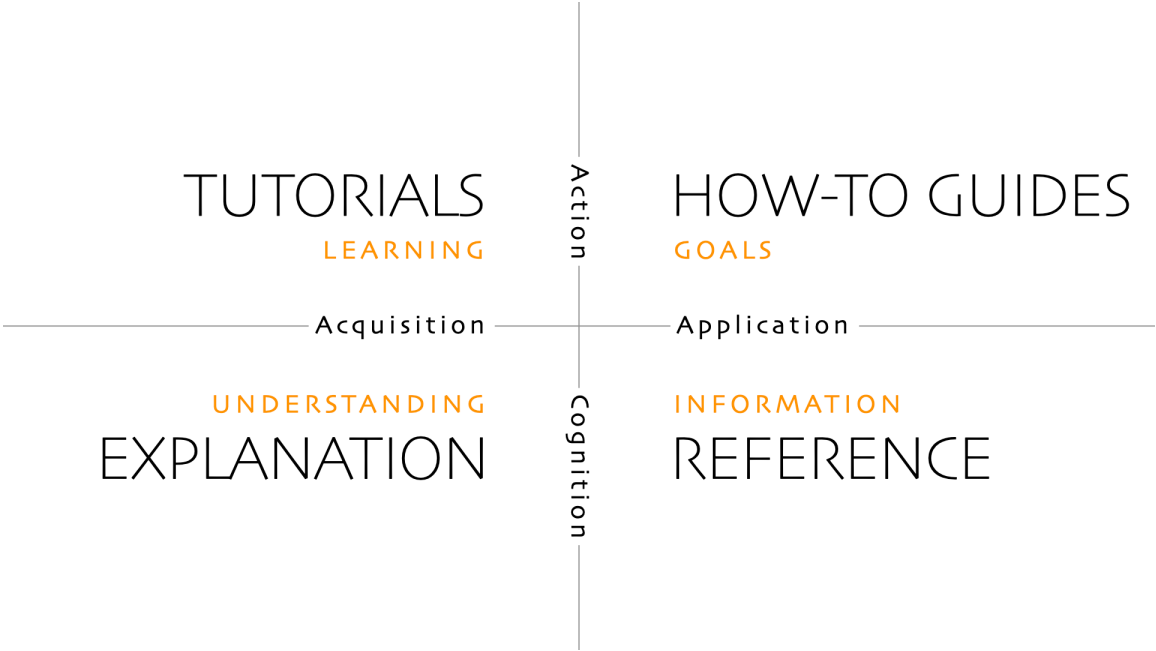 TUTORIALS
LEARNING
Action
HOW-TO GUIDES
GOALS
Acquisition
Application
UNDERSTANDING
EXPLANATION
Cognition
INFORMATION
REFERENCE